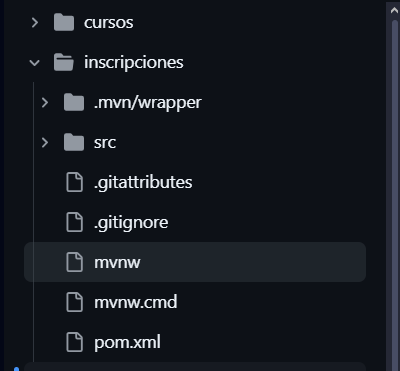 cursos
inscripciones
.mvn/wrapper
src
.gitattributes
.gitignore
mvnw
mvnw.cmd
pom.xml